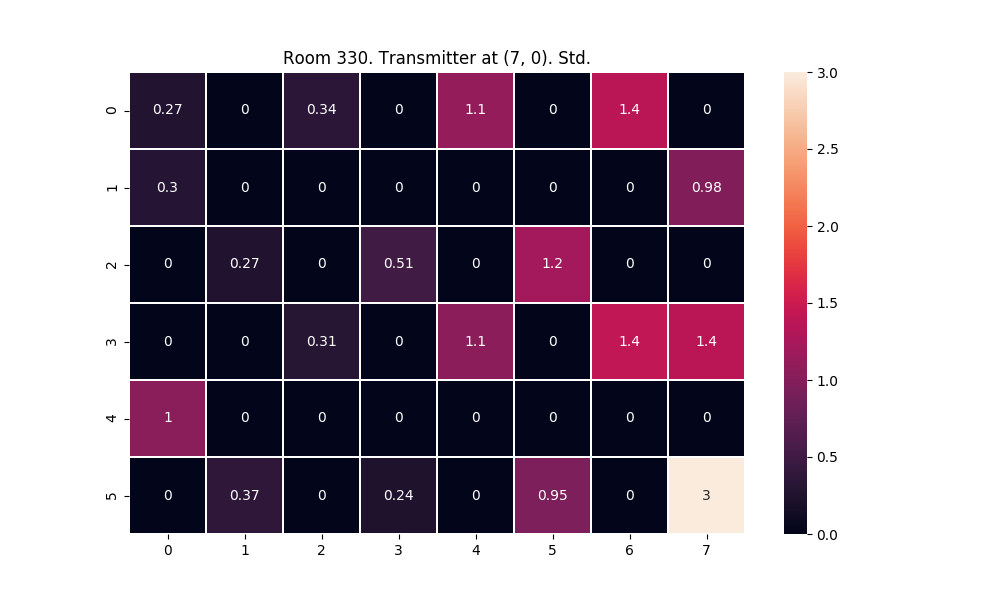 Room 330. Transmitter at (7, 0). Std.
0 0.27 0 0.34 0 1.1 0 1.4 0
1 0.3 0 0 0 0 0 0 0.98
2 0 0.27 0 0.51 0 1.2 0 0
3 0 0 0.31 0 1.1 0 1.4 1.4
4 1 0 0 0 0 0 0 0
5 0 0.37 0 0.24 0 0.95 0 3
0 1 2 3 4 5 6 7
3.0
2.5
2.0
1.5
1.0
0.5
0.0